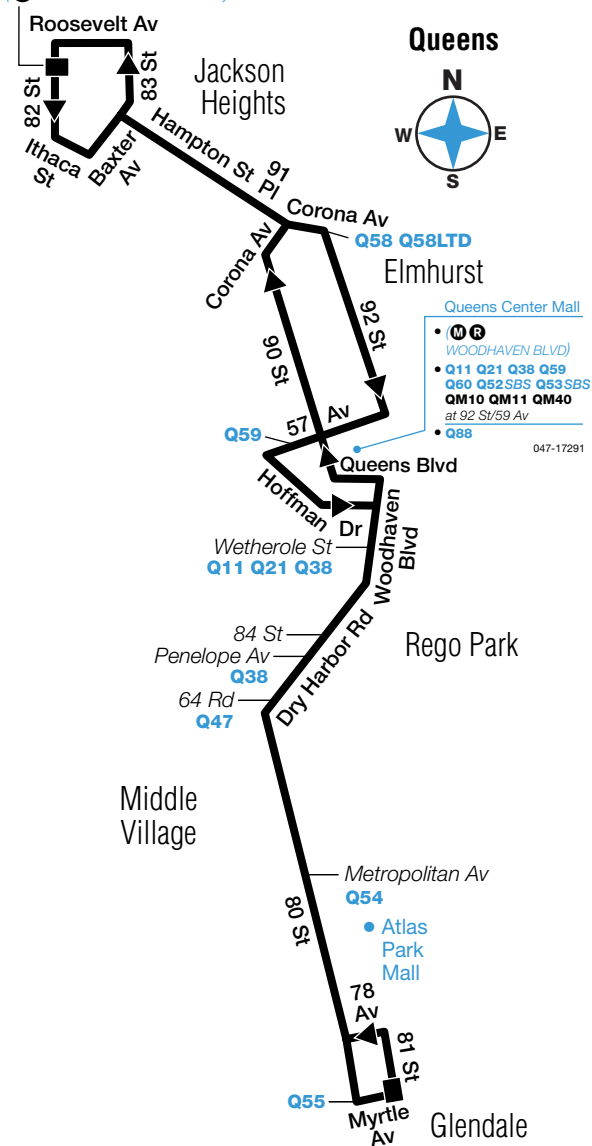 Roosevelt Av
Queens
82 St
83 St
Jackson
Heights
N
W
E
S
Ithaca
St
Baxter
Av
Hampton St
91
Pl
Corona Av
Q58 Q58LTD
Corona Av
Elmhurst
92 St
90 St
Queens Center Mall
• (M R
WOODHAVEN BLVD)
• Q11 Q21 Q38 Q59
Q60 Q52SBS Q53SBS
QM10 QM11 QM40
at 92 St/59 Av
• Q88
047-17291
57 Av
Q59
Queens Blvd
Hoffman Dr
Woodhaven
Blvd
Wetherole St
Q11 Q21 Q38
84 St
Penelope Av
Q38
Dry Harbor Rd
Rego Park
64 Rd
Q47
Middle
Village
Metropolitan Av
Q54
80 St
• Atlas
Park
Mall
78
Av
81 St
Q55
Myrtle
Av
Glendale